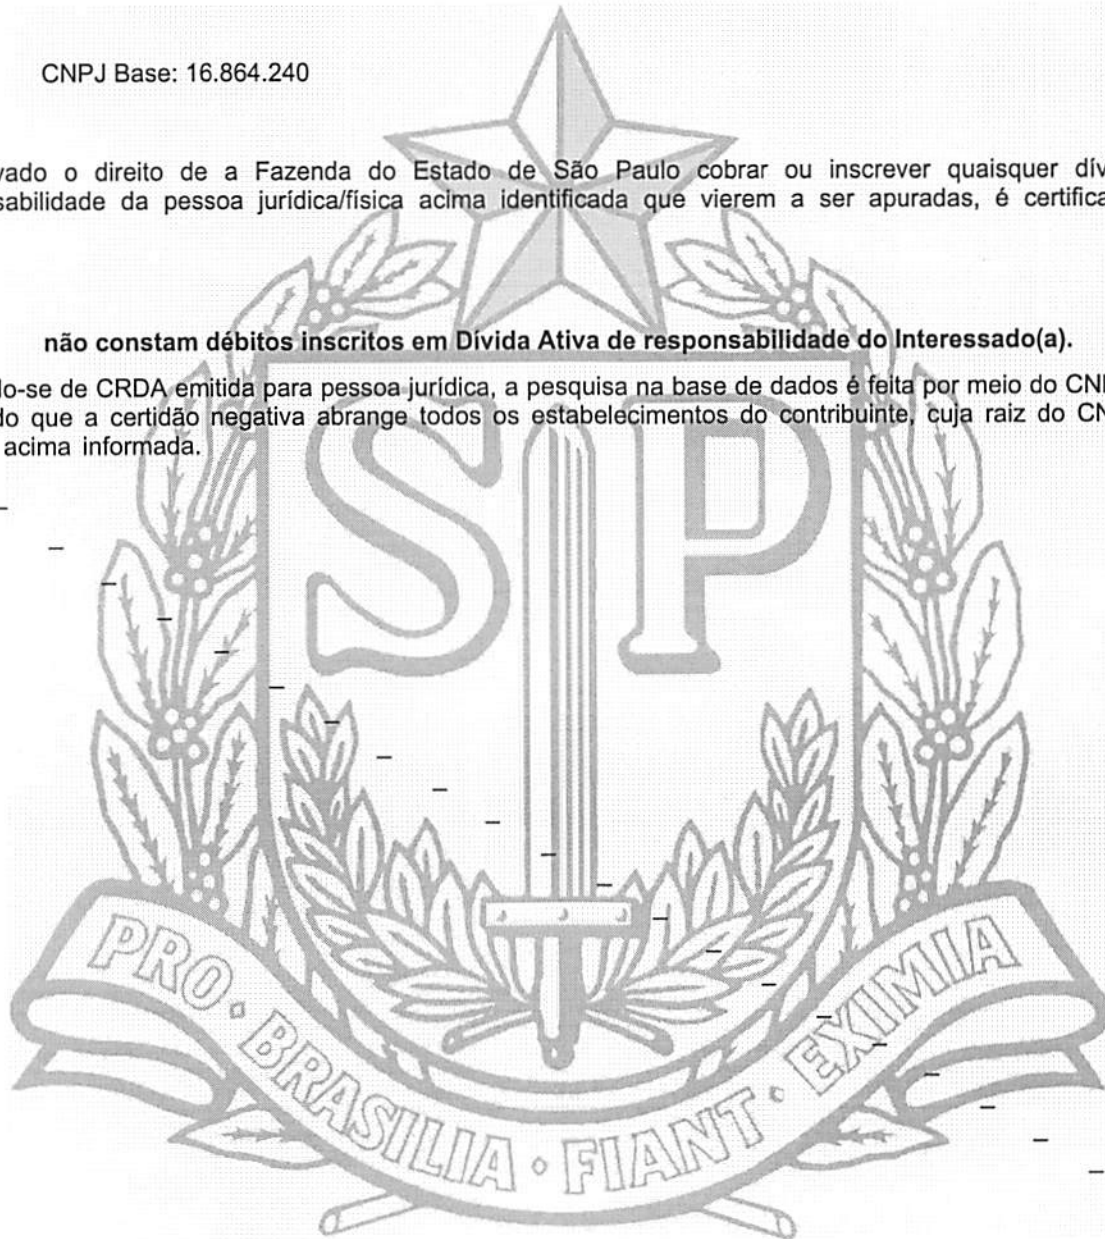 CNPJ Base: 16.864.240
vado o direito de a Fazenda do Estado de São Paulo cobrar ou inscrever quaisquer dív
sabilidade da pessoa jurídica/física acima identificada que vierem a ser apuradas, é certifica
não constam débitos inscritos em Dívida Ativa de responsabilidade do Interessado(a).
do-se de CRDA emitida para pessoa jurídica, a pesquisa na base de dados é feita por meio do CN
do que a certidão negativa abrange todos os estabelecimentos do contribuinte, cuja raiz do CN
acima informada.
SP
PRO · BRASILIA · FIANT · EXIMIA